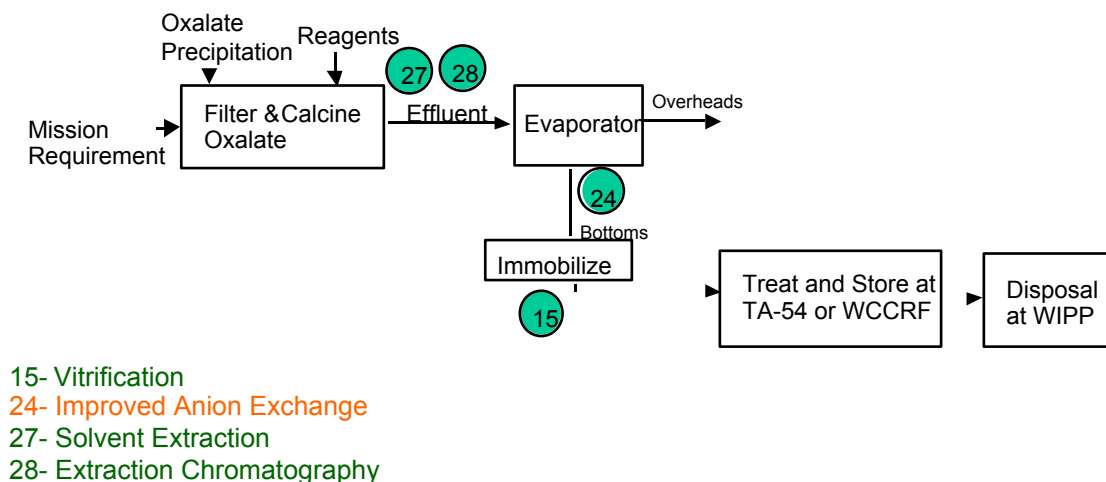 Oxalate
Precipitation
Reagents
27
28
Filter & Calcine
Oxalate
Effluent
Evaporator
Overheads
Mission
Requirement
24
Bottoms
Immobilize
15
Treat and Store at
TA-54 or WCCRF
Disposal
at WIPP
15- Vitrification
24- Improved Anion Exchange
27- Solvent Extraction
28- Extraction Chromatography